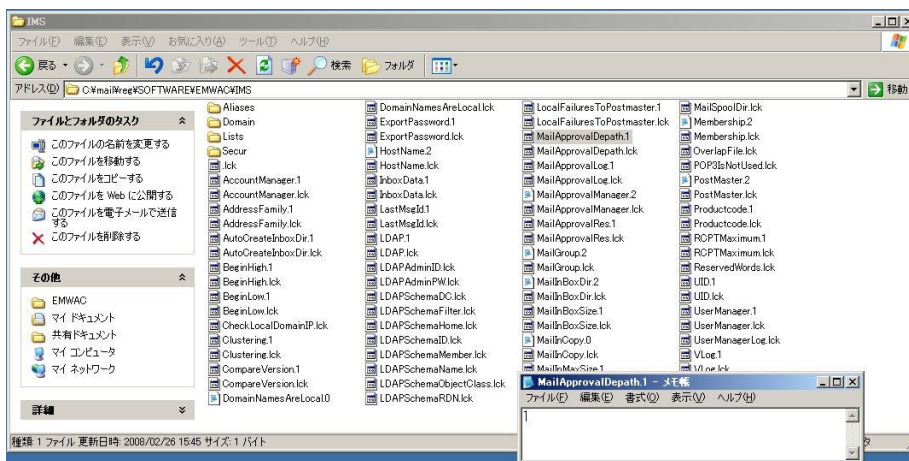 IMS
ファイル(F) 編集(E) 表示(V) お気に入り(A) ツール(T) ヘルプ(H)
戻る 検索 フォルダ
アドレス(D) C:¥mail¥reg¥SOFTWARE¥EMWAC¥IMS 移動
ファイルとフォルダのタスク
このファイルの名前を変更する
このファイルを移動する
このファイルをコピーする
このファイルを Web に公開する
このファイルを電子メールで送信する
このファイルを削除する
その他
EMWAC
マイ ドキュメント
共有ドキュメント
マイ コンピュータ
マイ ネットワーク
詳細
Aliases
Domain
Lists
Secur
.lck
AccountManager.1
AccountManager.lck
AddressFamily.1
AddressFamily.lck
AutoCreateInboxDir.1
AutoCreateInboxDir.lck
BeginHigh.1
BeginHigh.lck
BeginLow.1
BeginLow.lck
CheckLocalDomainIP.lck
Clustering.1
Clustering.lck
CompareVersion.1
CompareVersion.lck
DomainNamesAreLocal.0
DomainNamesAreLocal.lck
ExportPassword.1
ExportPassword.lck
HostName.2
HostName.lck
InboxData.1
InboxData.lck
LastMsgId.1
LastMsgId.lck
LDAP.1
LDAP.lck
LDAPAdminID.lck
LDAPAdminPW.lck
LDAPSchemaDC.lck
LDAPSchemaFilter.lck
LDAPSchemaHome.lck
LDAPSchemaID.lck
LDAPSchemaMember.lck
LDAPSchemaName.lck
LDAPSchemaObjectClass.lck
LDAPSchemaRDN.lck
LocalFailuresToPostmaster.1
LocalFailuresToPostmaster.lck
MailApprovalDepath.1
MailApprovalDepath.lck
MailApprovalLog.1
MailApprovalLog.lck
MailApprovalManager.2
MailApprovalManager.lck
MailApprovalRes.1
MailApprovalRes.lck
MailGroup.2
MailGroup.lck
MailInBoxDir.2
MailInBoxDir.lck
MailInBoxSize.1
MailInBoxSize.lck
MailInCopy.0
MailInCopy.lck
MailInMaxSize.1
MailSpoolDir.lck
Membership.2
Membership.lck
OverlapFile.lck
POP3IsNotUsed.lck
PostMaster.2
PostMaster.lck
Productcode.1
Productcode.lck
RCPTMaximum.1
RCPTMaximum.lck
ReservedWords.lck
UID.1
UID.lck
UserManager.1
UserManager.lck
UserManagerLog.lck
VLog.1
VLog.lck
MailApprovalDepath.1 - メモ帳
ファイル(F) 編集(E) 書式(O) 表示(V) ヘルプ(H)
1
種類: 1 ファイル 更新日時: 2008/02/26 15:45 サイズ: 1 バイト